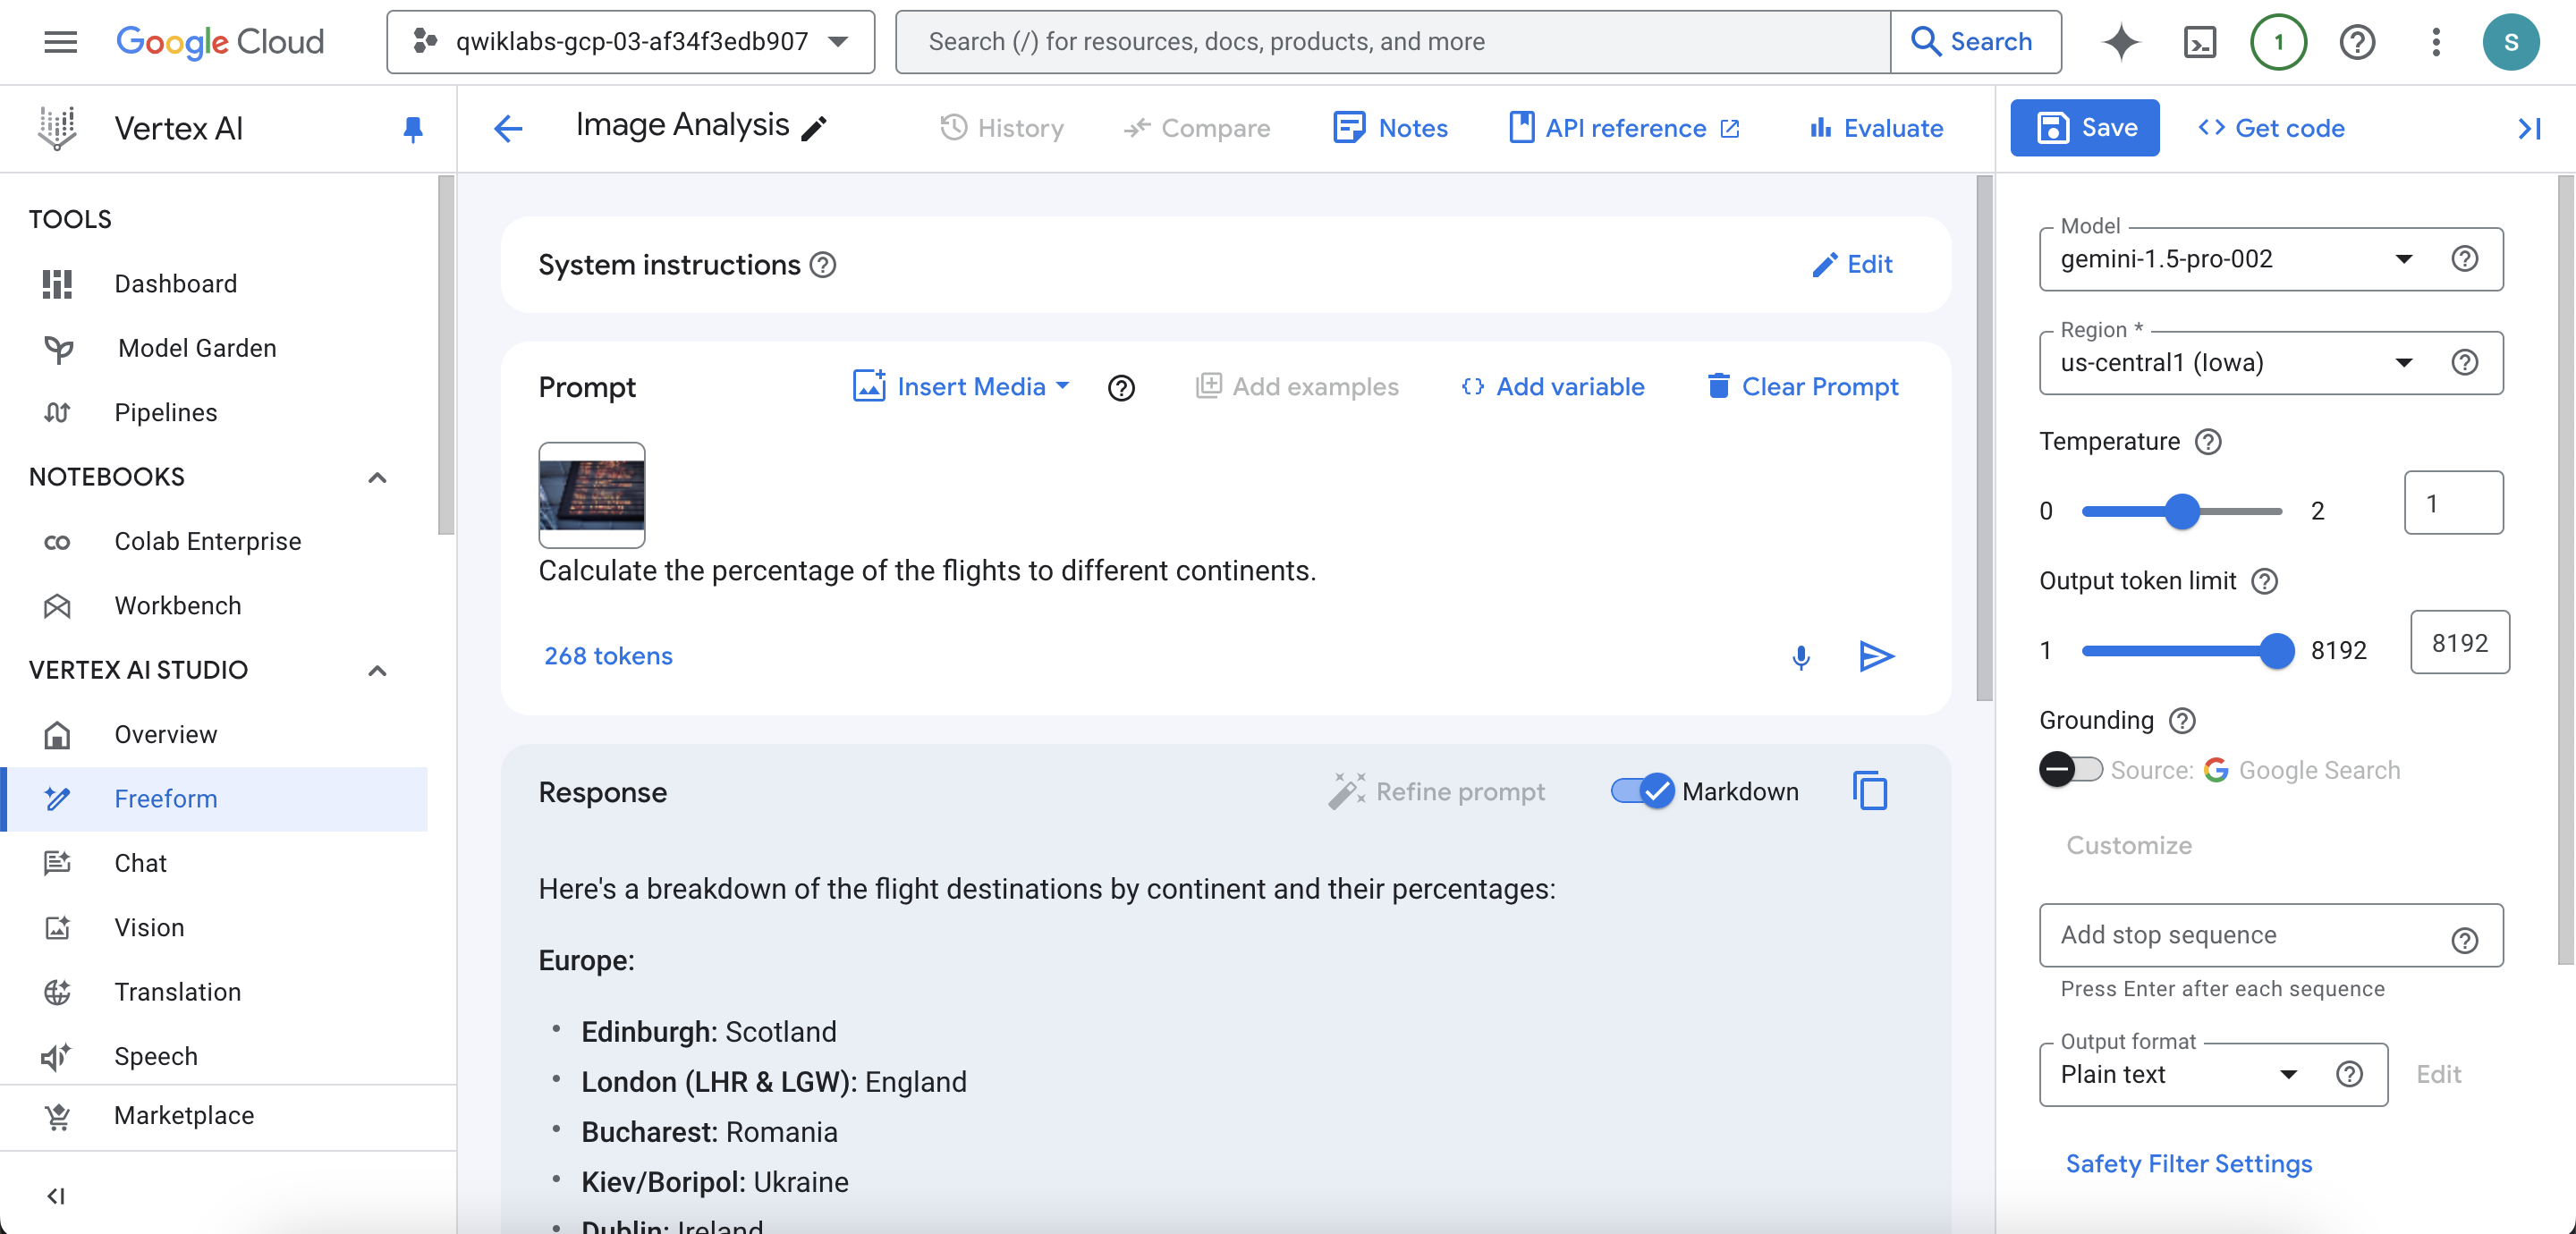 Google Cloud
qwiklabs-gcp-03-af34f3edb907
Search (/) for resources, docs, products, and more
Search
1
S
Vertex AI
Image Analysis
History
Compare
Notes
API reference
Evaluate
Save
Get code
TOOLS
Dashboard
Model Garden
Pipelines
NOTEBOOKS
Colab Enterprise
Workbench
VERTEX AI STUDIO
Overview
Freeform
Chat
Vision
Translation
Speech
Marketplace
System instructions
Edit
Prompt
Insert Media
Add examples
Add variable
Clear Prompt
Calculate the percentage of the flights to different continents.
268 tokens
Response
Refine prompt
Markdown
Here's a breakdown of the flight destinations by continent and their percentages:
Europe:
• Edinburgh: Scotland
• London (LHR & LGW): England
• Bucharest: Romania
• Kiev/Boripol: Ukraine
• Dublin: Ireland
Model
gemini-1.5-pro-002
Region *
us-central1 (Iowa)
Temperature
0 2 1
Output token limit
1 8192 8192
Grounding
Source: Google Search
Customize
Add stop sequence
Press Enter after each sequence
Output format
Plain text
Edit
Safety Filter Settings